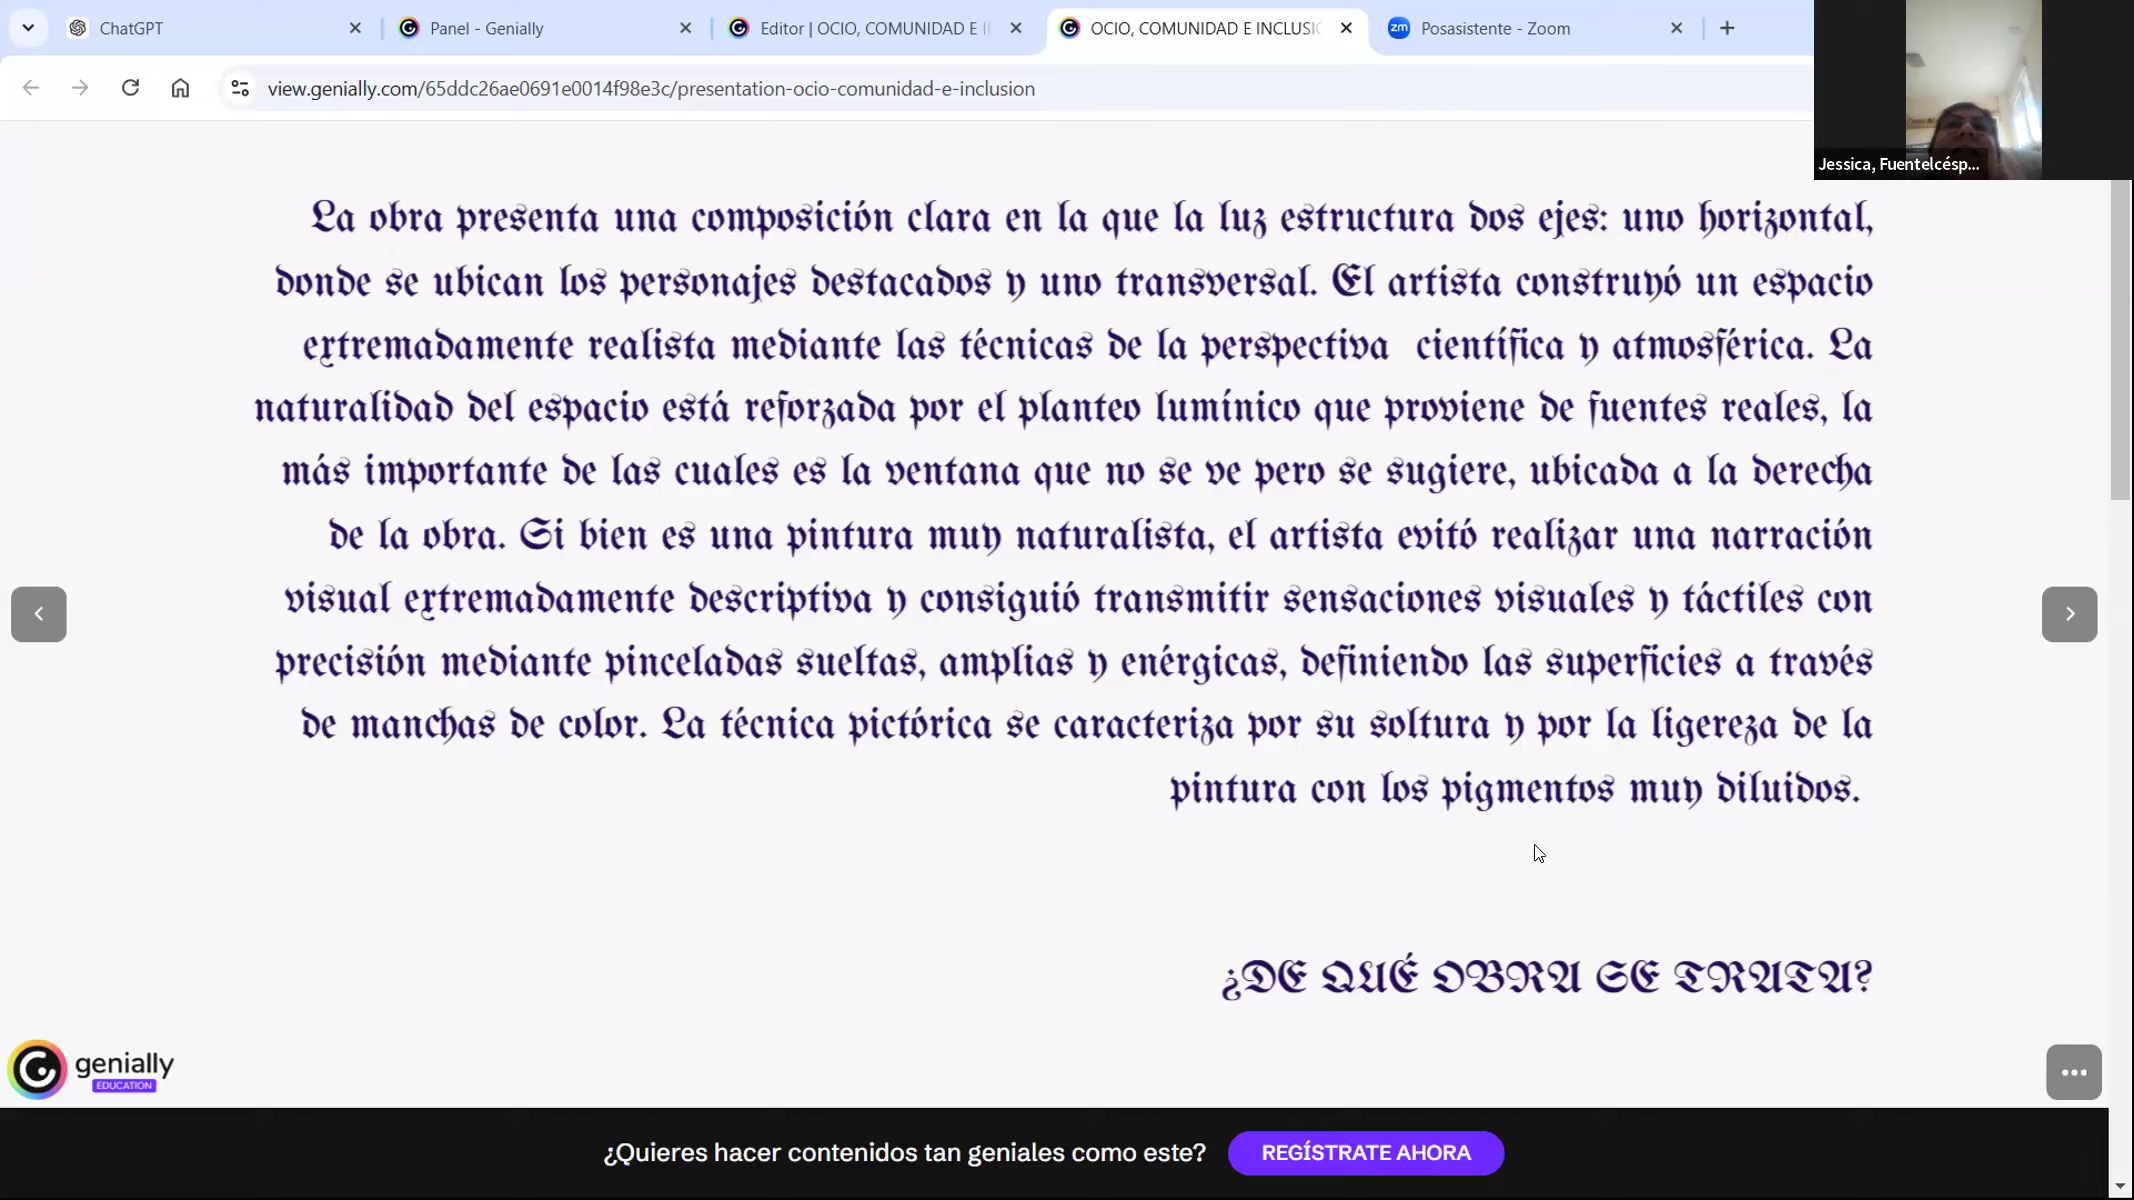 ChatGPT
Panel - Genially
Editor | OCIO, COMUNIDAD E I
OCIO, COMUNIDAD E INCLUSIO
zm
Posasistente - Zoom
view.genially.com/65ddc26ae0691e0014f98e3c/presentation-ocio-comunidad-e-inclusion
Jessica, Fuentelcésp...
La obra presenta una composición clara en la que la luz estructura dos ejes: uno horizontal,
donde se ubican los personajes destacados y uno transversal. El artista construyó un espacio
extremadamente realista mediante las técnicas de la perspectiva científica y atmosférica. La
naturalidad del espacio está reforzada por el planteo lumínico que proviene de fuentes reales, la
más importante de las cuales es la ventana que no se ve pero se sugiere, ubicada a la derecha
de la obra. Si bien es una pintura muy naturalista, el artista evitó realizar una narración
visual extremadamente descriptiva y consiguió transmitir sensaciones visuales y táctiles con
precisión mediante pinceladas sueltas, amplias y enérgicas, definiendo las superficies a través
de manchas de color. La técnica pictórica se caracteriza por su soltura y por la ligereza de la
pintura con los pigmentos muy diluidos.
¿DE QUÉ OBRA SE TRATA?
genially
EDUCATION
¿Quieres hacer contenidos tan geniales como este?
REGÍSTRATE AHORA